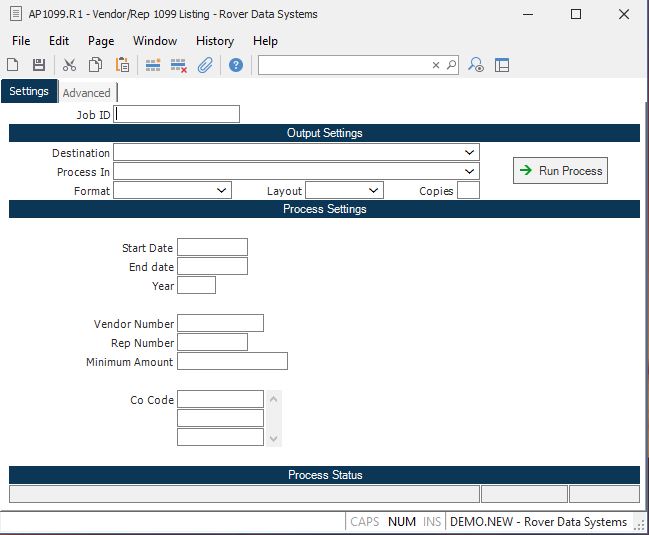 AP1099.R1 - Vendor/Rep 1099 Listing - Rover Data Systems
File Edit Page Window History Help
Settings Advanced
Job ID
Output Settings
Destination
Process In
Run Process
Format Layout Copies
Process Settings
Start Date
End date
Year
Vendor Number
Rep Number
Minimum Amount
Co Code
Process Status
CAPS NUM INS DEMO.NEW - Rover Data Systems